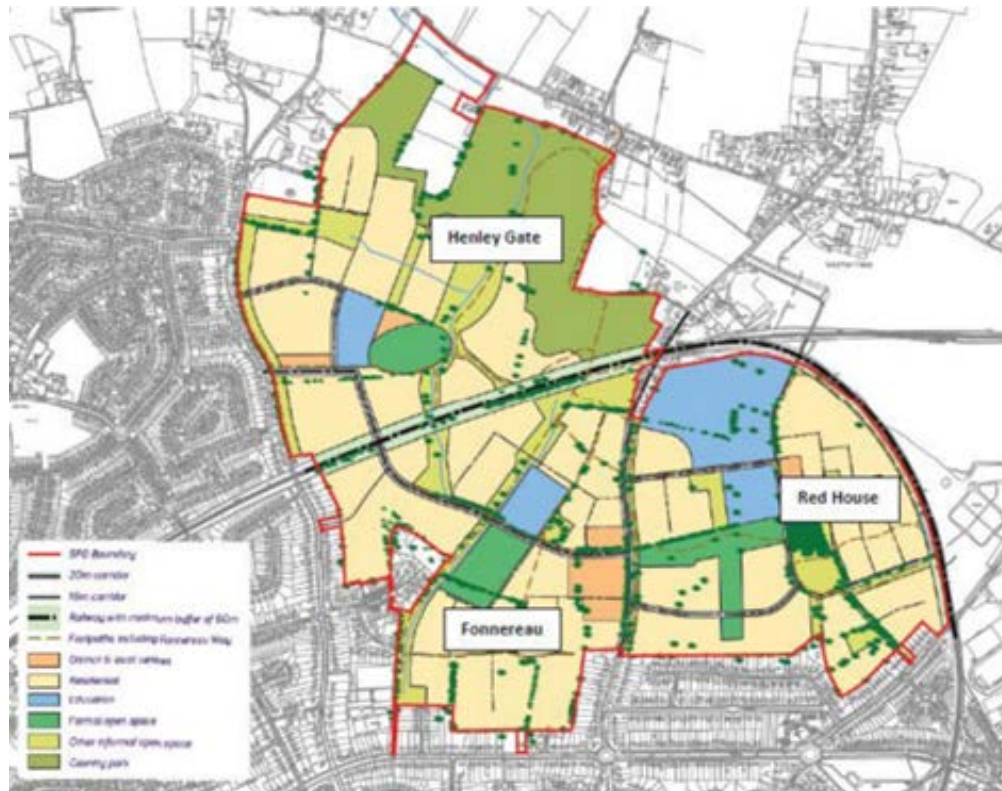 Henley Gate
Red House
Fonnereau
SPD Boundary
20m corridor
16m corridor
Railway with minimum buffer of 60m
Footpaths including Fonnereau Way
District & local centres
Residential
Education
Formal open space
Other informal open space
Country park